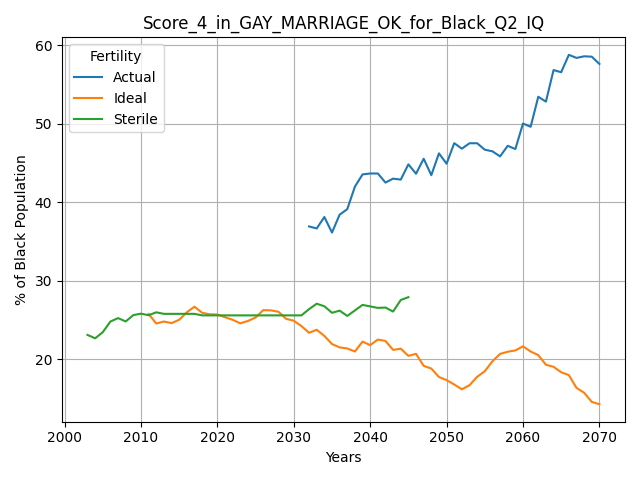 Score_4_in_GAY_MARRIAGE_OK_for_Black_Q2_IQ
% of Black Population
60
50
40
30
20
Fertility
Actual
Ideal
Sterile
2000 2010 2020 2030 2040 2050 2060 2070
Years